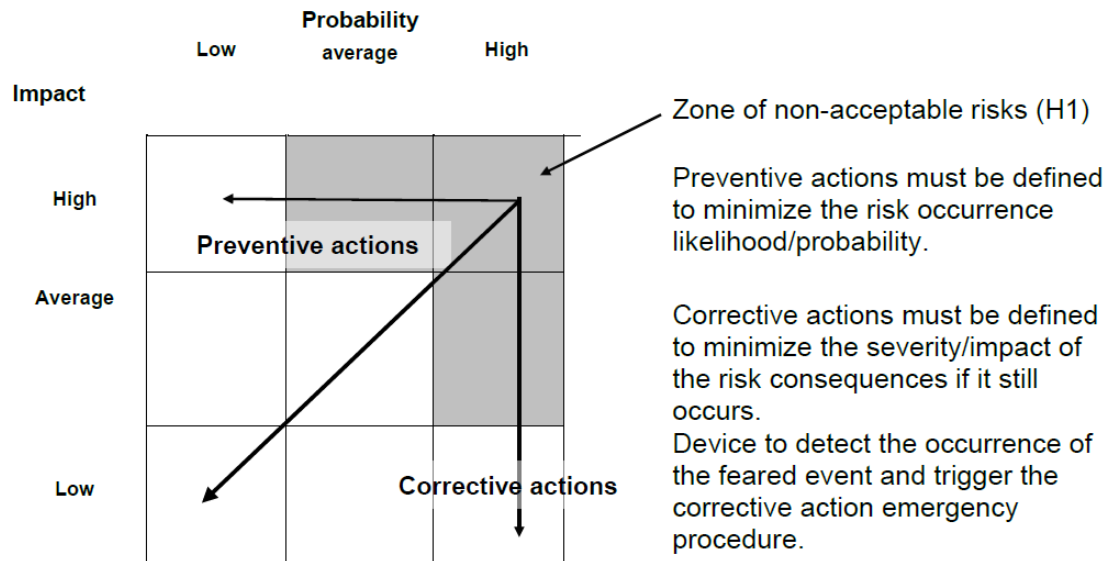 Probability
Low average High
Impact
Zone of non-acceptable risks (H1)
High
Preventive actions must be defined
to minimize the risk occurrence
likelihood/probability.
Preventive actions
Average
Corrective actions must be defined
to minimize the severity/impact of
the risk consequences if it still
occurs.
Device to detect the occurrence of
the feared event and trigger the
corrective action emergency
procedure.
Low
Corrective actions